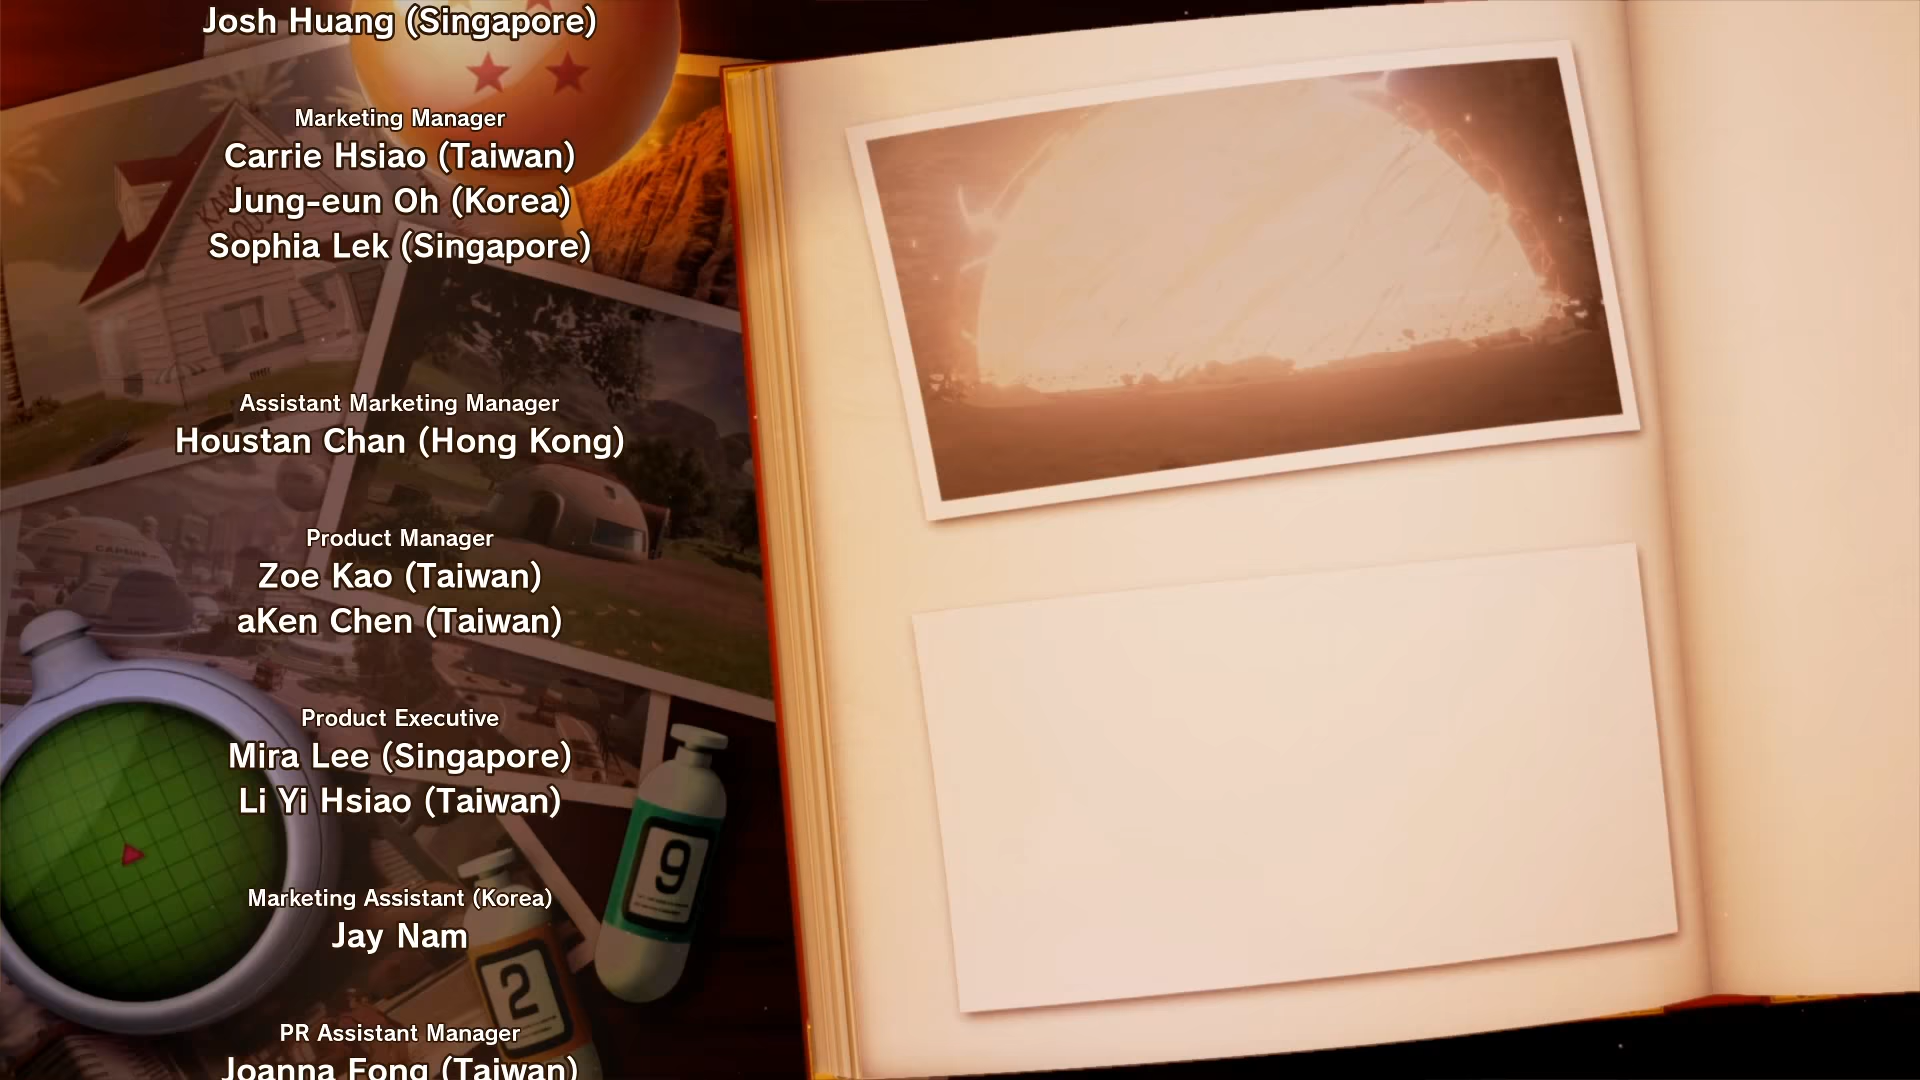 Josh Huang (Singapore)
Marketing Manager
Carrie Hsiao (Taiwan)
Jung-eun Oh (Korea)
Sophia Lek (Singapore)
Assistant Marketing Manager
Houstan Chan (Hong Kong)
Product Manager
Zoe Kao (Taiwan)
aKen Chen (Taiwan)
Product Executive
Mira Lee (Singapore)
Li Yi Hsiao (Taiwan)
Marketing Assistant (Korea)
Jay Nam
PR Assistant Manager
Joanna Fong (Taiwan)
KAME
CAPSULE
9
2